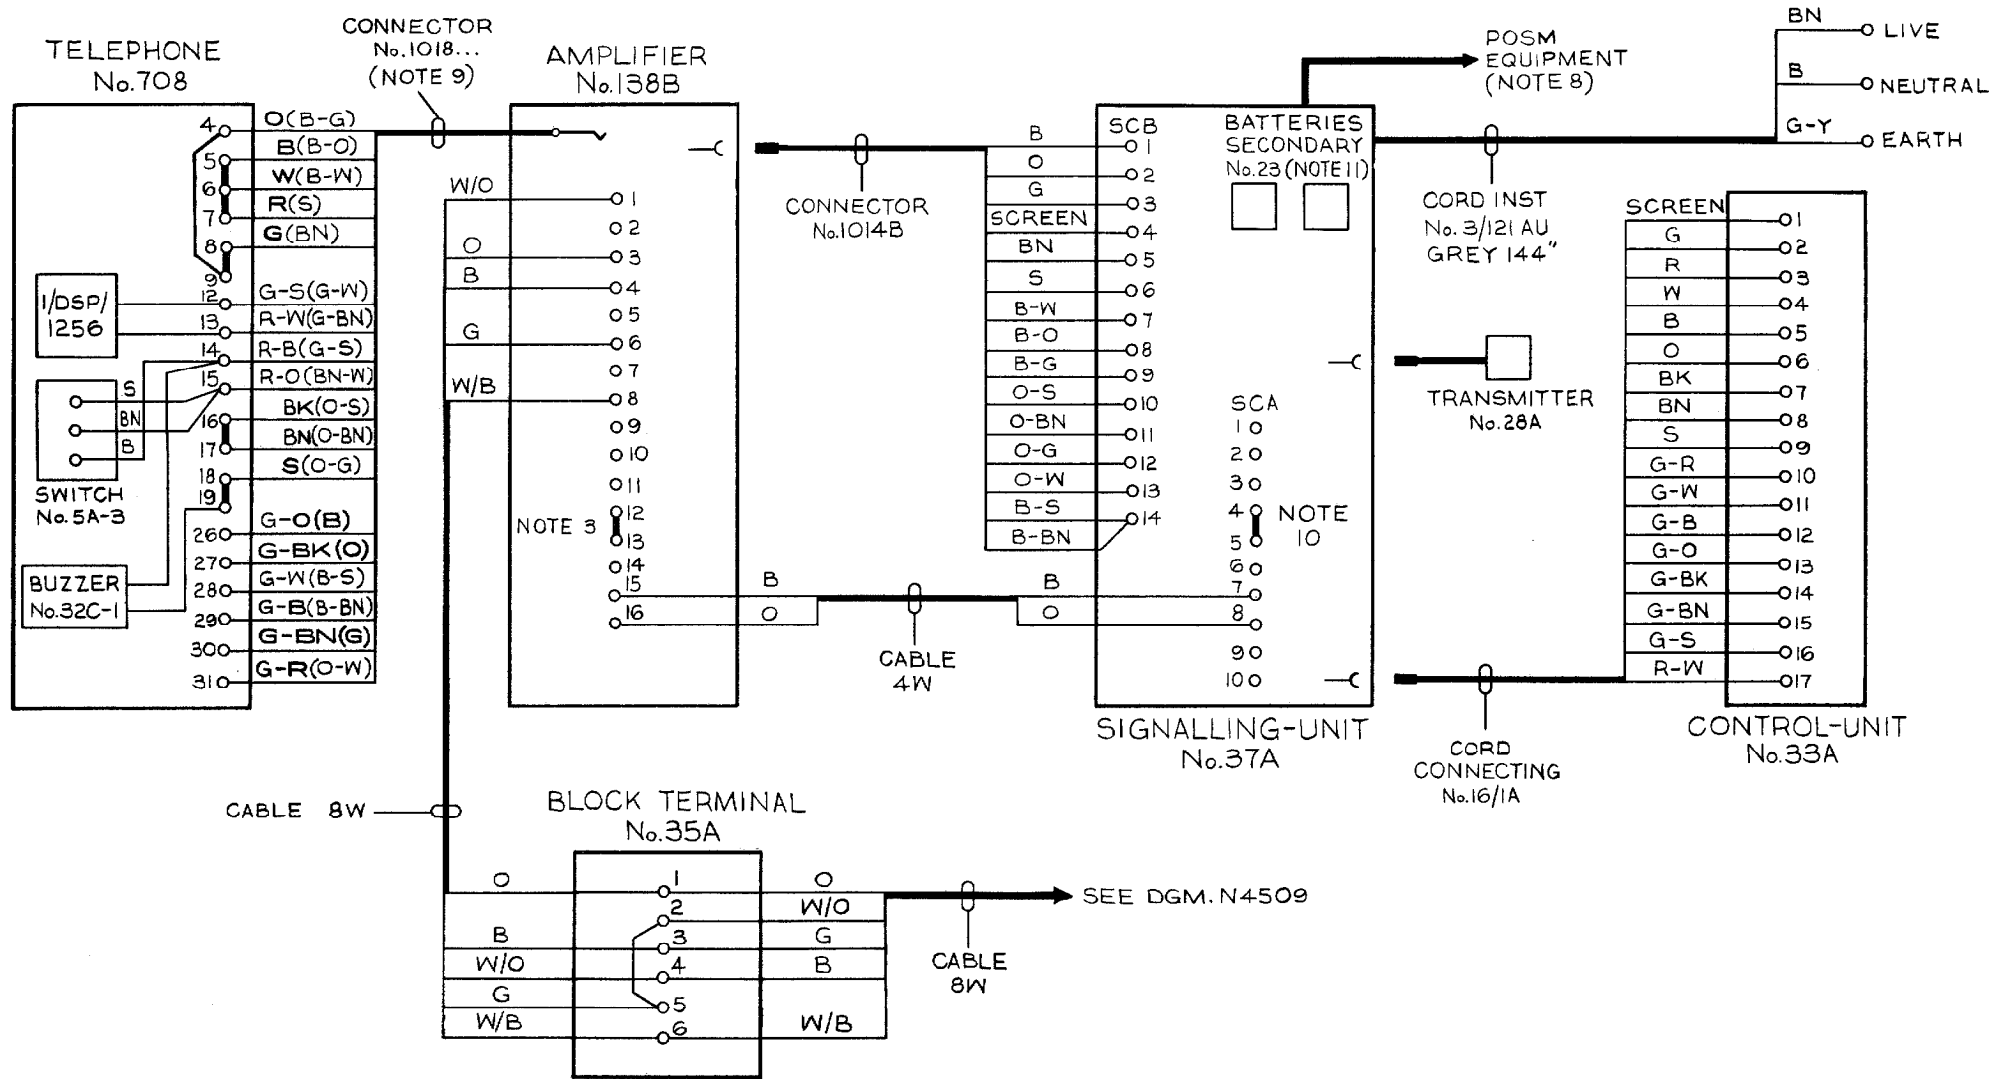 TELEPHONE
No.708
4
5
6
7
8
9
12
13
14
15
16
17
18
19
26
27
28
29
30
31
O(B-G)
B(B-O)
W(B-W)
R(S)
G(BN)
G-S(G-W)
R-W(G-BN)
R-B(G-S)
R-O(BN-W)
BK(O-S)
BN(O-BN)
S(O-G)
G-O(B)
G-BK(O)
G-W(B-S)
G-B(B-BN)
G-BN(G)
G-R(O-W)
1/DSP/
1256
S
BN
B
SWITCH
No.5A-3
BUZZER
No.32C-1
CONNECTOR
No.1018...
(NOTE 9)
AMPLIFIER
No.138B
W/O
O
B
G
W/B
1
2
3
4
5
6
7
8
9
10
11
12
13
14
15
16
NOTE 3
B
O
CABLE
4W
B
O
CONNECTOR
No.1014B
B
O
G
SCREEN
BN
S
B-W
B-O
B-G
O-S
O-BN
O-G
O-W
B-S
B-BN
SCB
1
2
3
4
5
6
7
8
9
10
11
12
13
14
BATTERIES
SECONDARY
No.23 (NOTE 11)
SCA
1
2
3
4
5
6
7
8
9
10
NOTE
10
SIGNALLING-UNIT
No.37A
POSM
EQUIPMENT
(NOTE 8)
BN
LIVE
B
NEUTRAL
G-Y
EARTH
CORD INST
No. 3/121 AU
GREY 144"
TRANSMITTER
No.28A
CORD
CONNECTING
No.16/1A
SCREEN
G
R
W
B
O
BK
BN
S
G-R
G-W
G-B
G-O
G-BK
G-BN
G-S
R-W
1
2
3
4
5
6
7
8
9
10
11
12
13
14
15
16
17
CONTROL-UNIT
No.33A
CABLE 8W
BLOCK TERMINAL
No.35A
O
B
W/O
G
W/B
1
2
3
4
5
6
O
W/O
G
B
W/B
CABLE
8W
SEE DGM. N4509